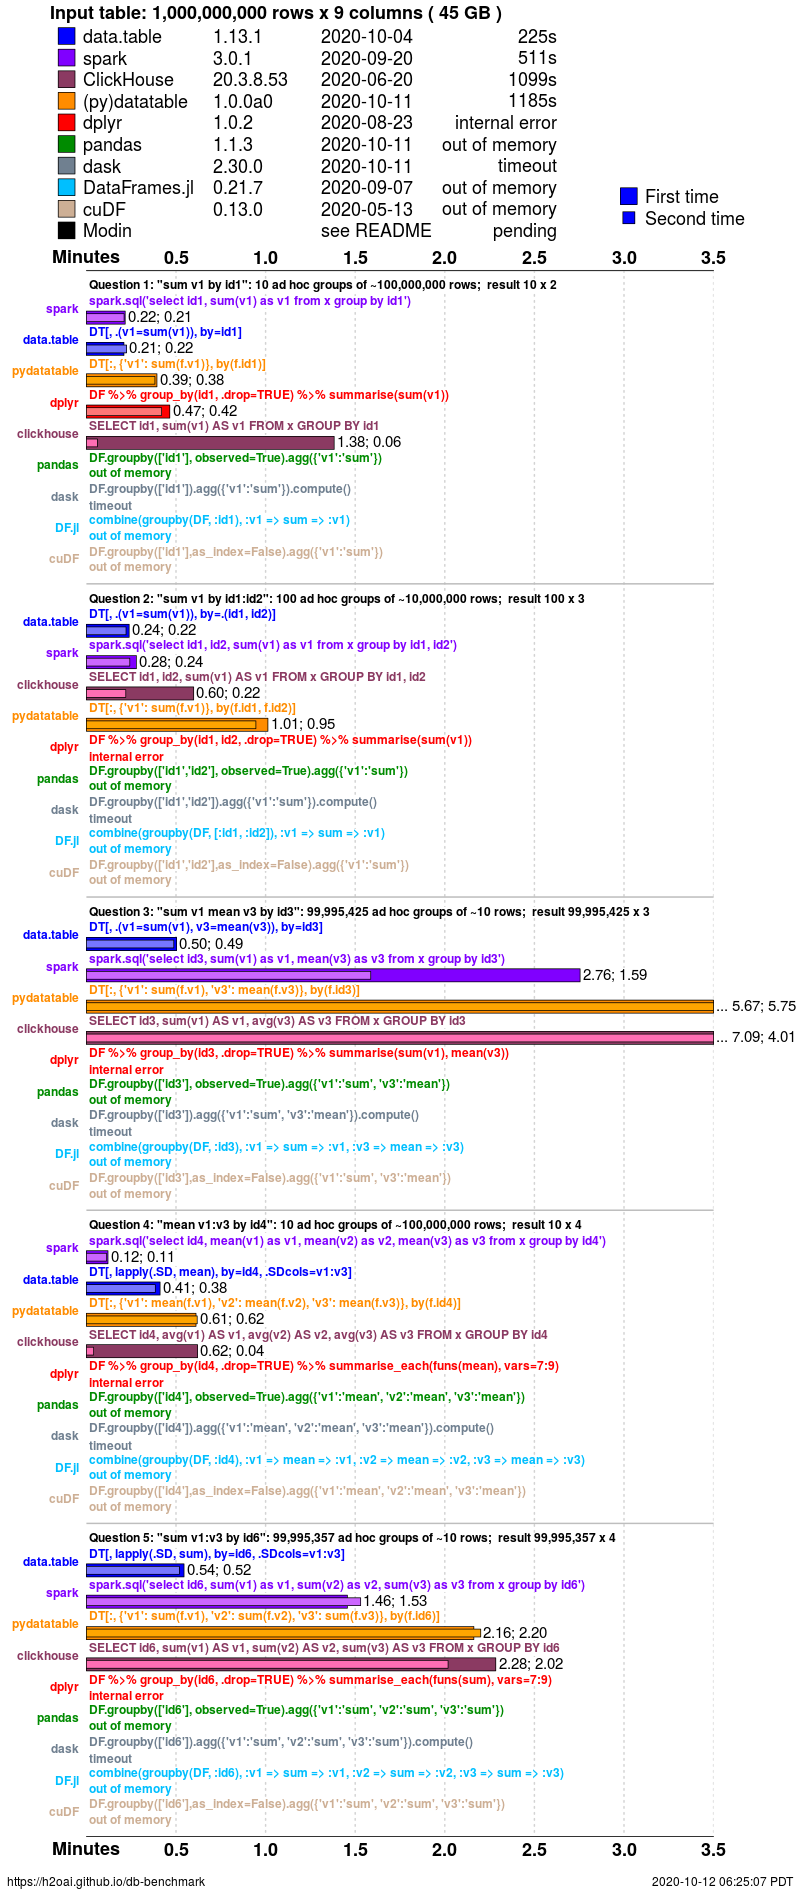 Input table: 1,000,000,000 rows x 9 columns ( 45 GB )
data.table 1.13.1 2020-10-04 225s
spark 3.0.1 2020-09-20 511s
ClickHouse 20.3.8.53 2020-06-20 1099s
(py)datatable 1.0.0a0 2020-10-11 1185s
dplyr 1.0.2 2020-08-23 internal error
pandas 1.1.3 2020-10-11 out of memory
dask 2.30.0 2020-10-11 timeout
DataFrames.jl 0.21.7 2020-09-07 out of memory
cuDF 0.13.0 2020-05-13 out of memory
Modin see README pending
First time
Second time
Minutes 0.5 1.0 1.5 2.0 2.5 3.0 3.5
Question 1: "sum v1 by id1": 10 ad hoc groups of ~100,000,000 rows; result 10 x 2
spark.sql('select id1, sum(v1) as v1 from x group by id1')
spark 0.22; 0.21
DT[, .(v1=sum(v1)), by=id1]
data.table 0.21; 0.22
DT[:, {'v1': sum(f.v1)}, by(f.id1)]
pydatatable 0.39; 0.38
DF %>% group_by(id1, .drop=TRUE) %>% summarise(sum(v1))
dplyr 0.47; 0.42
SELECT id1, sum(v1) AS v1 FROM x GROUP BY id1
clickhouse 1.38; 0.06
DF.groupby(['id1'], observed=True).agg({'v1':'sum'})
pandas out of memory
DF.groupby(['id1']).agg({'v1':'sum'}).compute()
dask timeout
combine(groupby(DF, :id1), :v1 => sum => :v1)
DF.jl out of memory
DF.groupby(['id1'],as_index=False).agg({'v1':'sum'})
cuDF out of memory
Question 2: "sum v1 by id1:id2": 100 ad hoc groups of ~10,000,000 rows; result 100 x 3
DT[, .(v1=sum(v1)), by=.(id1, id2)]
data.table 0.24; 0.22
spark.sql('select id1, id2, sum(v1) as v1 from x group by id1, id2')
spark 0.28; 0.24
SELECT id1, id2, sum(v1) AS v1 FROM x GROUP BY id1, id2
clickhouse 0.60; 0.22
DT[:, {'v1': sum(f.v1)}, by(f.id1, f.id2)]
pydatatable 1.01; 0.95
DF %>% group_by(id1, id2, .drop=TRUE) %>% summarise(sum(v1))
dplyr internal error
DF.groupby(['id1','id2'], observed=True).agg({'v1':'sum'})
pandas out of memory
DF.groupby(['id1','id2']).agg({'v1':'sum'}).compute()
dask timeout
combine(groupby(DF, [:id1, :id2]), :v1 => sum => :v1)
DF.jl out of memory
DF.groupby(['id1','id2'],as_index=False).agg({'v1':'sum'})
cuDF out of memory
Question 3: "sum v1 mean v3 by id3": 99,995,425 ad hoc groups of ~10 rows; result 99,995,425 x 3
DT[, .(v1=sum(v1), v3=mean(v3)), by=id3]
data.table 0.50; 0.49
spark.sql('select id3, sum(v1) as v1, mean(v3) as v3 from x group by id3')
spark 2.76; 1.59
DT[:, {'v1': sum(f.v1), 'v3': mean(f.v3)}, by(f.id3)]
pydatatable ... 5.67; 5.75
SELECT id3, sum(v1) AS v1, avg(v3) AS v3 FROM x GROUP BY id3
clickhouse ... 7.09; 4.01
DF %>% group_by(id3, .drop=TRUE) %>% summarise(sum(v1), mean(v3))
dplyr internal error
DF.groupby(['id3'], observed=True).agg({'v1':'sum', 'v3':'mean'})
pandas out of memory
DF.groupby(['id3']).agg({'v1':'sum', 'v3':'mean'}).compute()
dask timeout
combine(groupby(DF, :id3), :v1 => sum => :v1, :v3 => mean => :v3)
DF.jl out of memory
DF.groupby(['id3'],as_index=False).agg({'v1':'sum', 'v3':'mean'})
cuDF out of memory
Question 4: "mean v1:v3 by id4": 10 ad hoc groups of ~100,000,000 rows; result 10 x 4
spark.sql('select id4, mean(v1) as v1, mean(v2) as v2, mean(v3) as v3 from x group by id4')
spark 0.12; 0.11
DT[, lapply(.SD, mean), by=id4, .SDcols=v1:v3]
data.table 0.41; 0.38
DT[:, {'v1': mean(f.v1), 'v2': mean(f.v2), 'v3': mean(f.v3)}, by(f.id4)]
pydatatable 0.61; 0.62
SELECT id4, avg(v1) AS v1, avg(v2) AS v2, avg(v3) AS v3 FROM x GROUP BY id4
clickhouse 0.62; 0.04
DF %>% group_by(id4, .drop=TRUE) %>% summarise_each(funs(mean), vars=7:9)
dplyr internal error
DF.groupby(['id4'], observed=True).agg({'v1':'mean', 'v2':'mean', 'v3':'mean'})
pandas out of memory
DF.groupby(['id4']).agg({'v1':'mean', 'v2':'mean', 'v3':'mean'}).compute()
dask timeout
combine(groupby(DF, :id4), :v1 => mean => :v1, :v2 => mean => :v2, :v3 => mean => :v3)
DF.jl out of memory
DF.groupby(['id4'],as_index=False).agg({'v1':'mean', 'v2':'mean', 'v3':'mean'})
cuDF out of memory
Question 5: "sum v1:v3 by id6": 99,995,357 ad hoc groups of ~10 rows; result 99,995,357 x 4
DT[, lapply(.SD, sum), by=id6, .SDcols=v1:v3]
data.table 0.54; 0.52
spark.sql('select id6, sum(v1) as v1, sum(v2) as v2, sum(v3) as v3 from x group by id6')
spark 1.46; 1.53
DT[:, {'v1': sum(f.v1), 'v2': sum(f.v2), 'v3': sum(f.v3)}, by(f.id6)]
pydatatable 2.16; 2.20
SELECT id6, sum(v1) AS v1, sum(v2) AS v2, sum(v3) AS v3 FROM x GROUP BY id6
clickhouse 2.28; 2.02
DF %>% group_by(id6, .drop=TRUE) %>% summarise_each(funs(sum), vars=7:9)
dplyr internal error
DF.groupby(['id6'], observed=True).agg({'v1':'sum', 'v2':'sum', 'v3':'sum'})
pandas out of memory
DF.groupby(['id6']).agg({'v1':'sum', 'v2':'sum', 'v3':'sum'}).compute()
dask timeout
combine(groupby(DF, :id6), :v1 => sum => :v1, :v2 => sum => :v2, :v3 => sum => :v3)
DF.jl out of memory
DF.groupby(['id6'],as_index=False).agg({'v1':'sum', 'v2':'sum', 'v3':'sum'})
cuDF out of memory
Minutes 0.5 1.0 1.5 2.0 2.5 3.0 3.5
https://h2oai.github.io/db-benchmark 2020-10-12 06:25:07 PDT